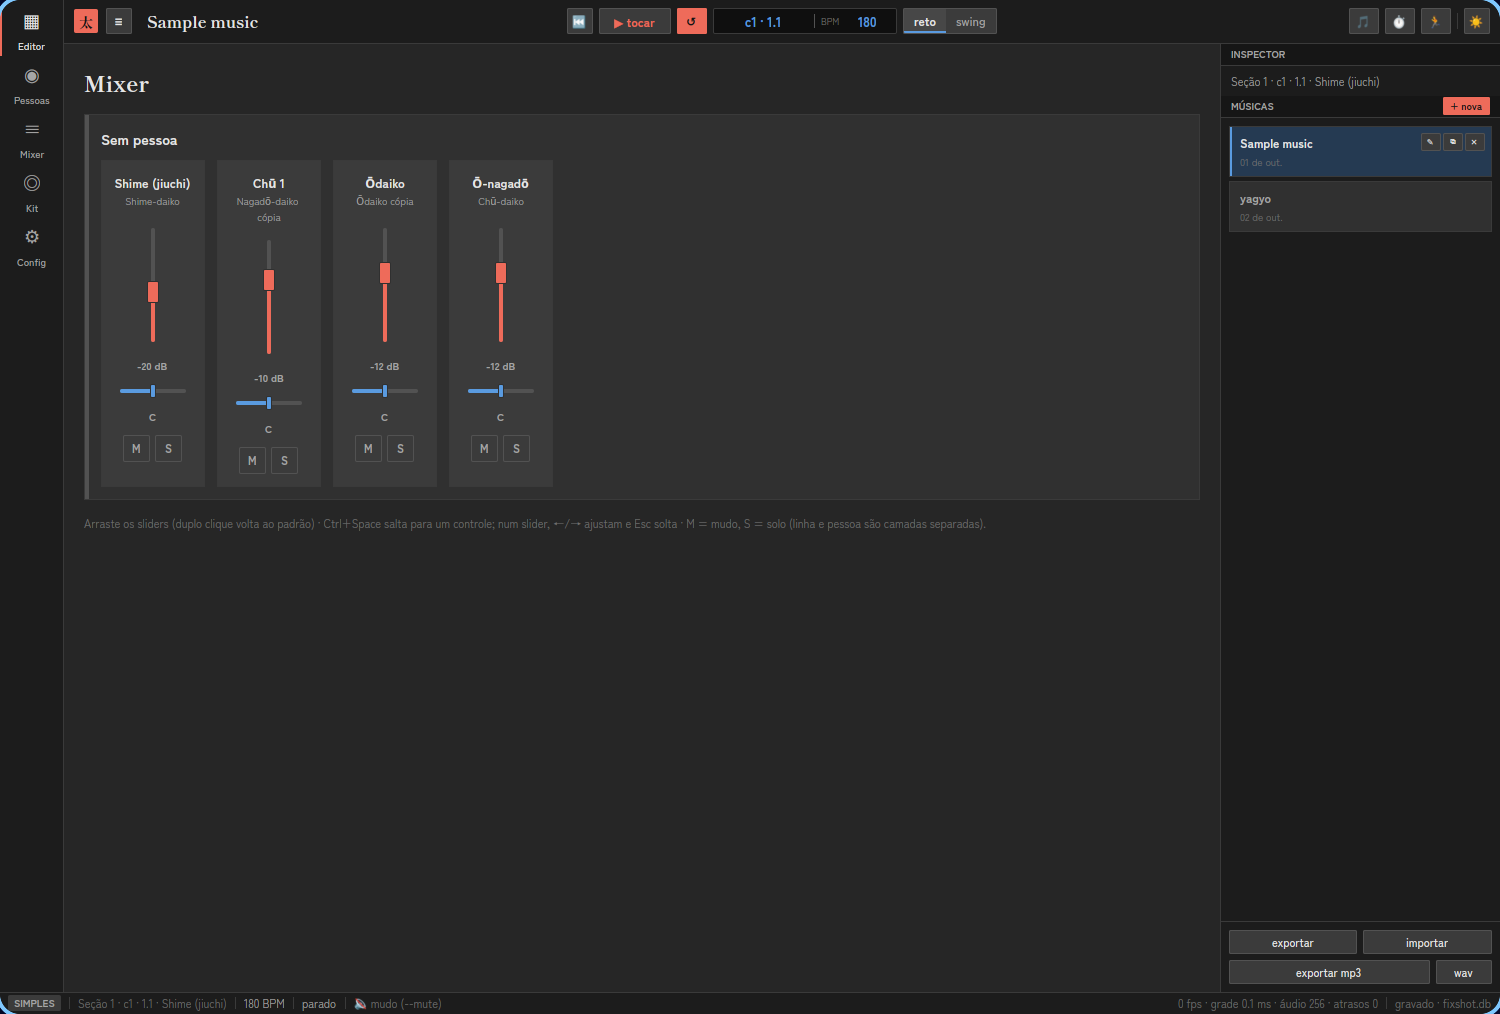 Editor
Pessoas
Mixer
Kit
Config
太
Sample music
▶ tocar
c1 · 1.1
BPM
180
reto
swing
Mixer
Sem pessoa
Shime (jiuchi)
Shime-daiko
-20 dB
C
M
S
Chū 1
Nagadō-daiko
cópia
-10 dB
C
M
S
Ōdaiko
Ōdaiko cópia
-12 dB
C
M
S
Ō-nagadō
Chū-daiko
-12 dB
C
M
S
Arraste os sliders (duplo clique volta ao padrão) · Ctrl+Space salta para um controle; num slider, ←/→ ajustam e Esc solta · M = mudo, S = solo (linha e pessoa são camadas separadas).
INSPECTOR
Seção 1 · c1 · 1.1 · Shime (jiuchi)
MÚSICAS
+ nova
Sample music
01 de out.
yagyo
02 de out.
exportar
importar
exportar mp3
wav
SIMPLES
Seção 1 · c1 · 1.1 · Shime (jiuchi)
180 BPM
parado
mudo (--mute)
0 fps · grade 0.1 ms · áudio 256 · atrasos 0
gravado · fixshot.db